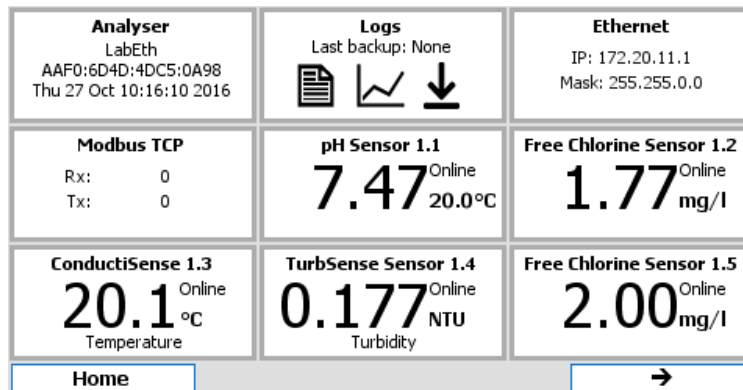 Analyser
LabEth
AAF0:6D4D:4DC5:0A98
Thu 27 Oct 10:16:10 2016
Logs
Last backup: None
Ethernet
IP: 172.20.11.1
Mask: 255.255.0.0
Modbus TCP
Rx: 0
Tx: 0
pH Sensor 1.1
7.47 Online
20.0°C
Free Chlorine Sensor 1.2
1.77 Online
mg/l
ConductiSense 1.3
20.1 Online
°C
Temperature
TurbSense Sensor 1.4
0.177 Online
NTU
Turbidity
Free Chlorine Sensor 1.5
2.00 Online
mg/l
Home
→